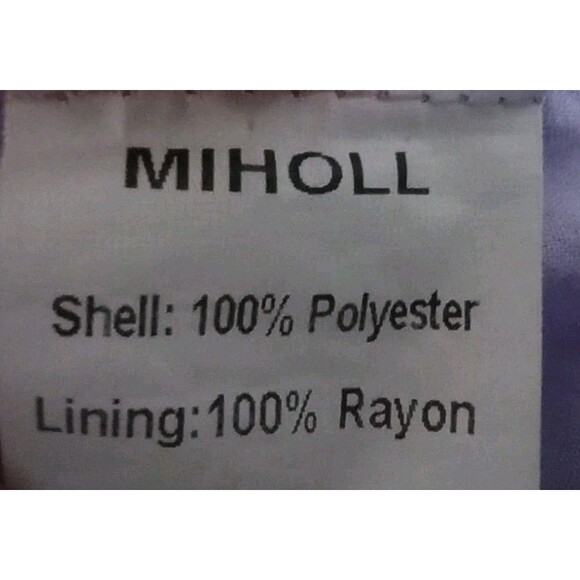 MIHOLL
Shell: 100% Polyester
Lining:100% Rayon